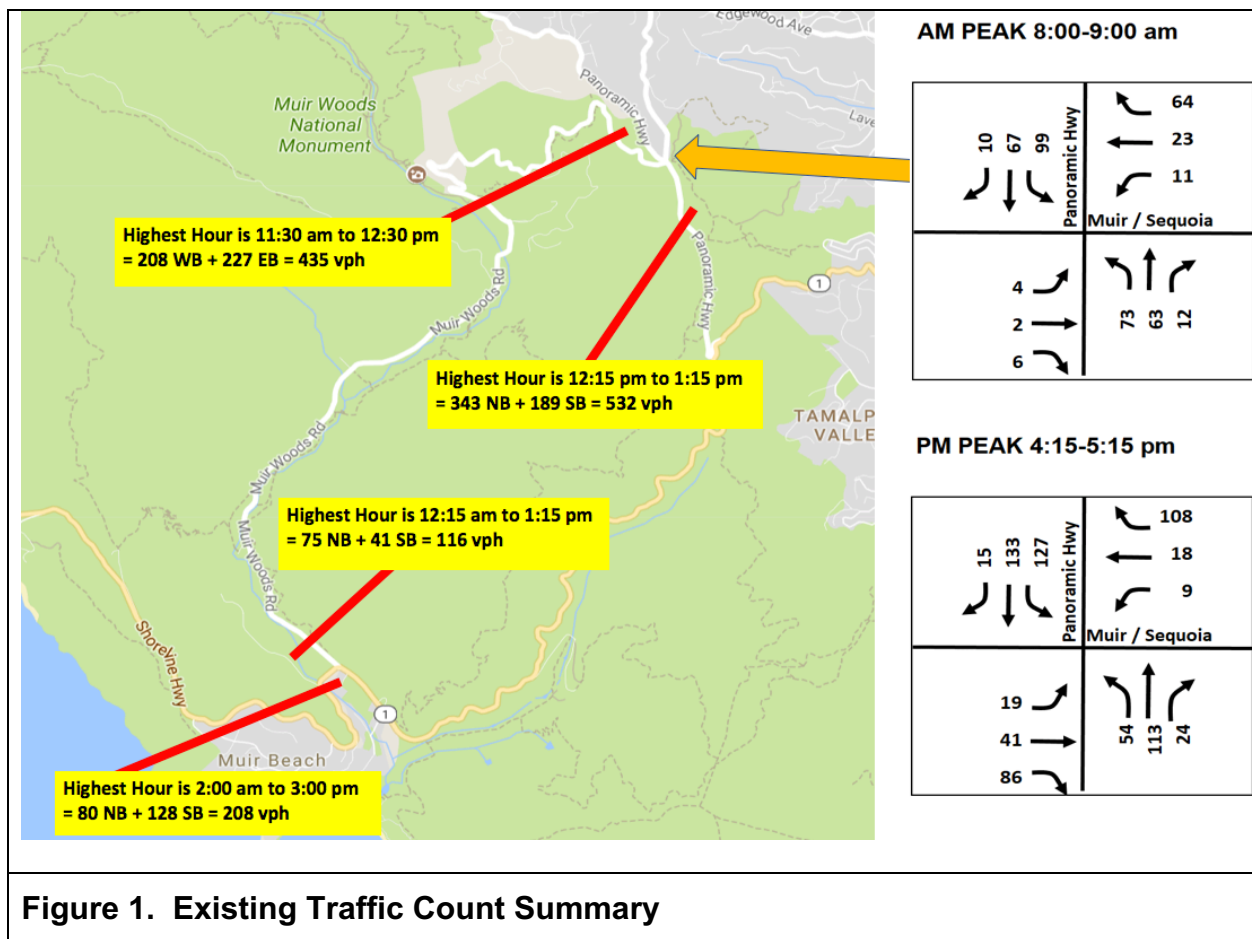 Edgewood Ave
Panoramic Hwy
Lave
Muir Woods
National
Monument
Panoramic Hwy
1
Muir Woods Rd
Muir Woods Rd
Muir Woods Rd
TAMALP
VALLE
Shoreline Hwy
1
Muir Beach
Highest Hour is 11:30 am to 12:30 pm
= 208 WB + 227 EB = 435 vph
Highest Hour is 12:15 pm to 1:15 pm
= 343 NB + 189 SB = 532 vph
Highest Hour is 12:15 am to 1:15 pm
= 75 NB + 41 SB = 116 vph
Highest Hour is 2:00 am to 3:00 pm
= 80 NB + 128 SB = 208 vph
AM PEAK 8:00-9:00 am
10 67 99
Panoramic Hwy
64
23
11
Muir / Sequoia
4
2
6
73 63 12
PM PEAK 4:15-5:15 pm
15 133 127
Panoramic Hwy
108
18
9
Muir / Sequoia
19
41
86
54 113 24
Figure 1. Existing Traffic Count Summary